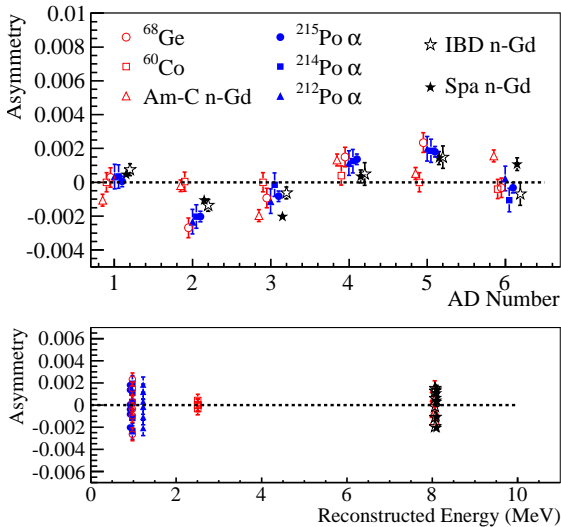 Asymmetry
0.01
0.008
0.006
0.004
0.002
0
-0.002
-0.004
⁶⁸Ge
⁶⁰Co
Am-C n-Gd
²¹⁵Po α
²¹⁴Po α
²¹²Po α
IBD n-Gd
Spa n-Gd
1 2 3 4 5 6
AD Number
Asymmetry
0.006
0.004
0.002
0
-0.002
-0.004
-0.006
0 2 4 6 8 10
Reconstructed Energy (MeV)